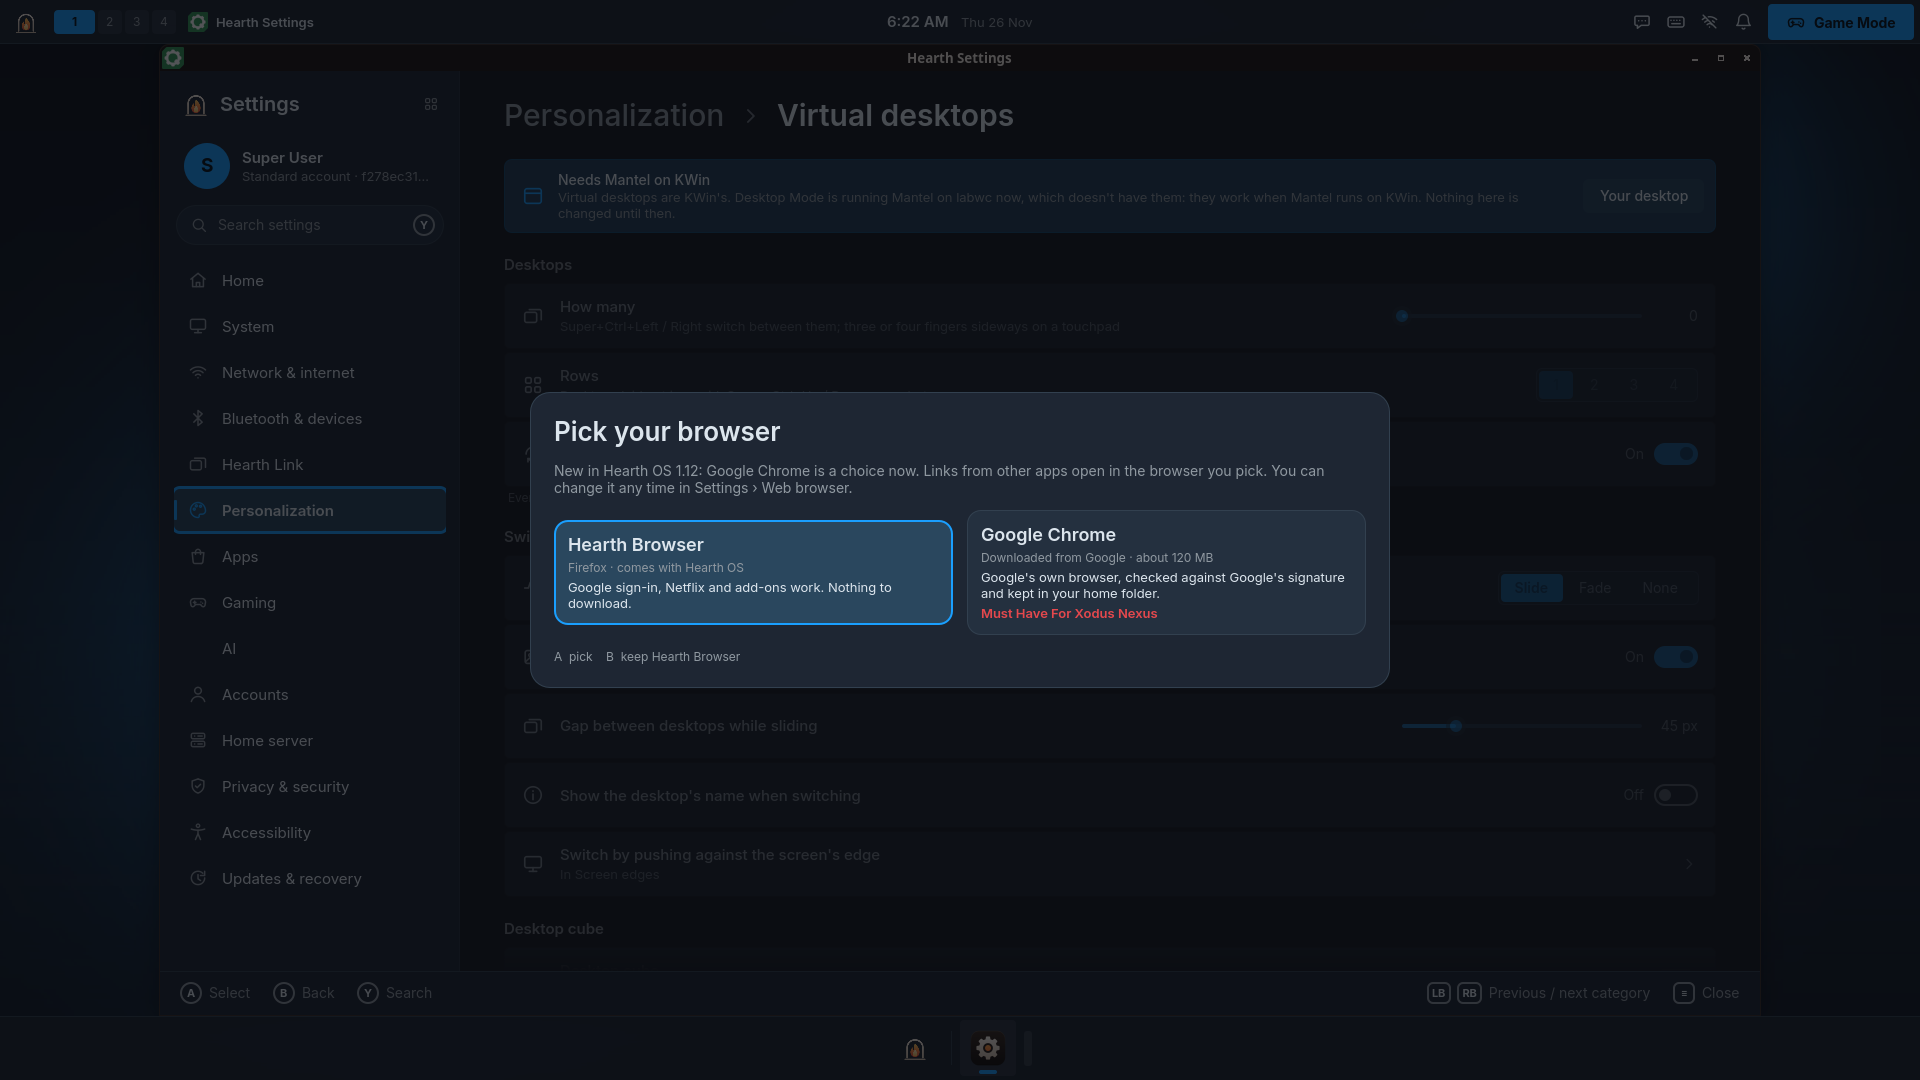 1 2 3 4 Hearth Settings 6:22 AM Thu 26 Nov Game Mode
Hearth Settings
Settings
Super User
Standard account · f278ec31...
Search settings Y
Home
System
Network & internet
Bluetooth & devices
Hearth Link
Personalization
Apps
Gaming
AI
Accounts
Home server
Privacy & security
Accessibility
Updates & recovery
Personalization > Virtual desktops
Needs Mantel on KWin
Virtual desktops are KWin's. Desktop Mode is running Mantel on labwc now, which doesn't have them: they work when Mantel runs on KWin. Nothing here is
changed until then.
Your desktop
Desktops
How many
Super+Ctrl+Left / Right switch between them; three or four fingers sideways on a touchpad
0
Rows
2 3 4
On
Pick your browser
New in Hearth OS 1.12: Google Chrome is a choice now. Links from other apps open in the browser you pick. You can
change it any time in Settings › Web browser.
Hearth Browser
Firefox · comes with Hearth OS
Google sign-in, Netflix and add-ons work. Nothing to
download.
Google Chrome
Downloaded from Google · about 120 MB
Google's own browser, checked against Google's signature
and kept in your home folder.
Must Have For Xodus Nexus
A pick B keep Hearth Browser
Slide Fade None
On
Gap between desktops while sliding
45 px
Show the desktop's name when switching
Off
Switch by pushing against the screen's edge
In Screen edges
Desktop cube
A Select B Back Y Search LB RB Previous / next category Close